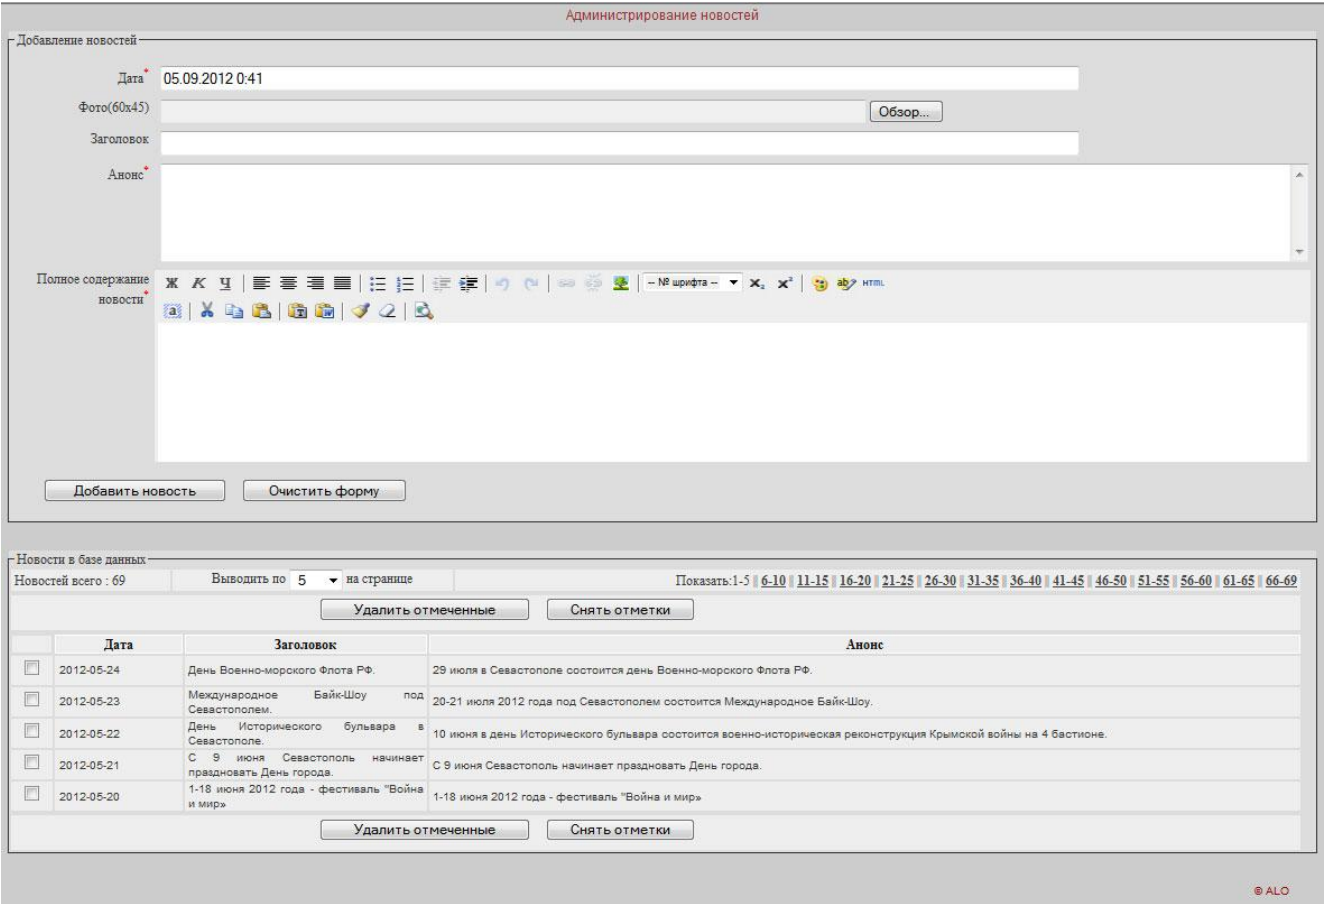 Администрирование новостей
Добавление новостей
Дата*
05.09.2012 0:41
Фото(60x45)
Обзор...
Заголовок
Анонс*
Полное содержание
новости*
Ж К Ч
-- № шрифта --
x₂ x²
ab
HTML
a
Добавить новость
Очистить форму
Новости в базе данных
Новостей всего : 69
Выводить по 5 на странице
Показать:1-5 || 6-10 || 11-15 || 16-20 || 21-25 || 26-30 || 31-35 || 36-40 || 41-45 || 46-50 || 51-55 || 56-60 || 61-65 || 66-69
Удалить отмеченные
Снять отметки
Дата Заголовок Анонс
2012-05-24 День Военно-морского Флота РФ. 29 июля в Севастополе состоится день Военно-морского Флота РФ.
2012-05-23 Международное Байк-Шоу под
Севастополем.
20-21 июля 2012 года под Севастополем состоится Международное Байк-Шоу.
2012-05-22 День Исторического бульвара в
Севастополе.
10 июня в день Исторического бульвара состоится военно-историческая реконструкция Крымской войны на 4 бастионе.
2012-05-21 С 9 июня Севастополь начинает
праздновать День города.
С 9 июня Севастополь начинает праздновать День города.
2012-05-20 1-18 июня 2012 года - фестиваль "Война
и мир»
1-18 июня 2012 года - фестиваль "Война и мир»
Удалить отмеченные
Снять отметки
© ALO